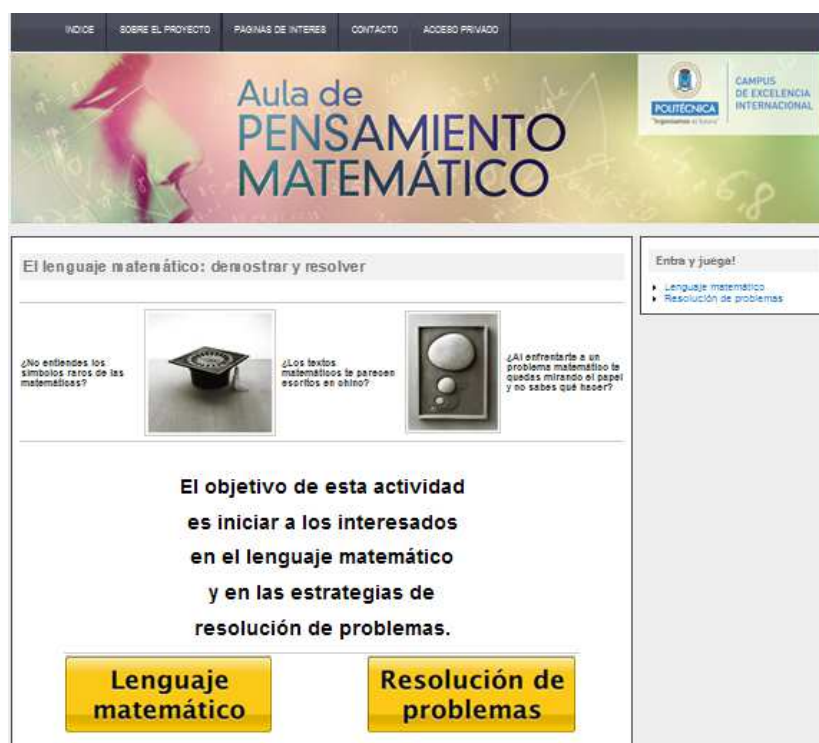 INDICE SOBRE EL PROYECTO PAGINAS DE INTERES CONTACTO ACCESO PRIVADO
Aula de
PENSAMIENTO
MATEMÁTICO
POLITÉCNICA
CAMPUS
DE EXCELENCIA
INTERNACIONAL
El lenguaje matemático: demostrar y resolver
¿No entiendes los
símbolos raros de las
matemáticas?
¿Los textos
matemáticos te parecen
escritos en chino?
¿Al enfrentarte a un
problema matemático te
quedas mirando el papel
y no sabes qué hacer?
El objetivo de esta actividad
es iniciar a los interesados
en el lenguaje matemático
y en las estrategias de
resolución de problemas.
Lenguaje
matemático
Resolución de
problemas
Entra y juega!
Lenguaje matemático
Resolución de problemas